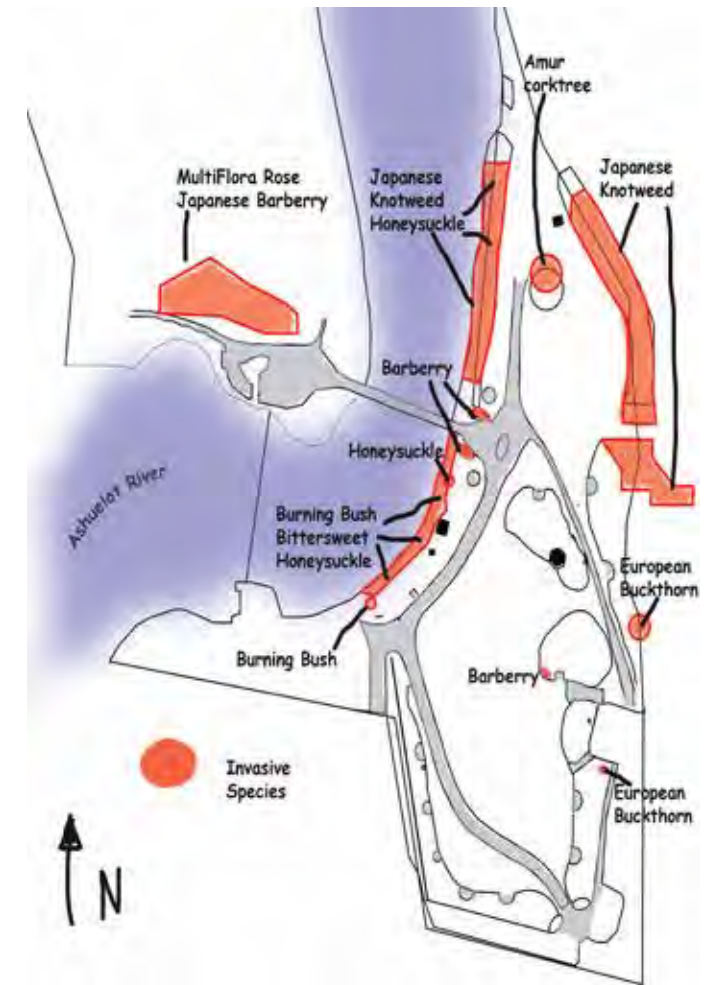 Amur
corktree
MultiFlora Rose
Japanese Barberry
Japanese
Knotweed
Honeysuckle
Japanese
Knotweed
Barberry
Honeysuckle
Ashuelot River
Burning Bush
Bittersweet
Honeysuckle
European
Buckthorn
Burning Bush
Barberry
Invasive
Species
European
Buckthorn
N